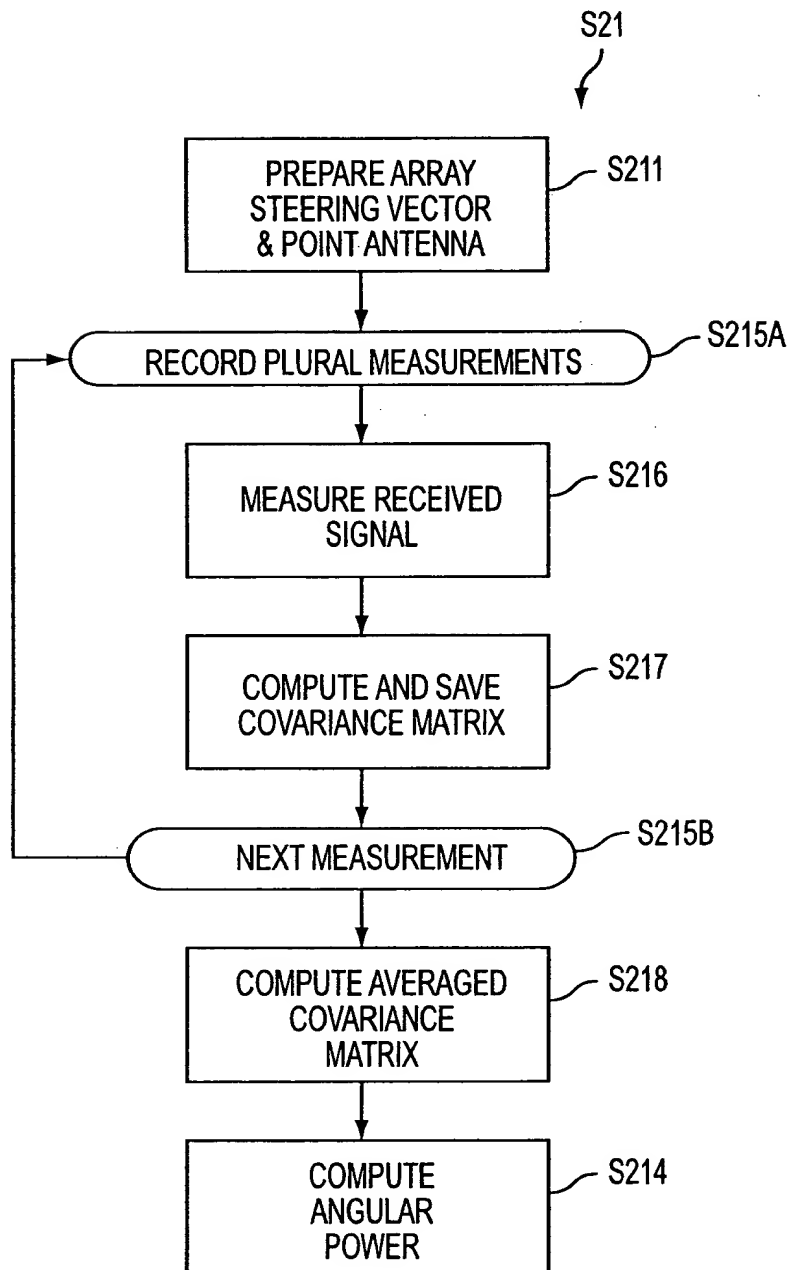 S21
PREPARE ARRAY
STEERING VECTOR
& POINT ANTENNA
S211
RECORD PLURAL MEASUREMENTS
S215A
MEASURE RECEIVED
SIGNAL
S216
COMPUTE AND SAVE
COVARIANCE MATRIX
S217
NEXT MEASUREMENT
S215B
COMPUTE AVERAGED
COVARIANCE
MATRIX
S218
COMPUTE
ANGULAR
POWER
S214